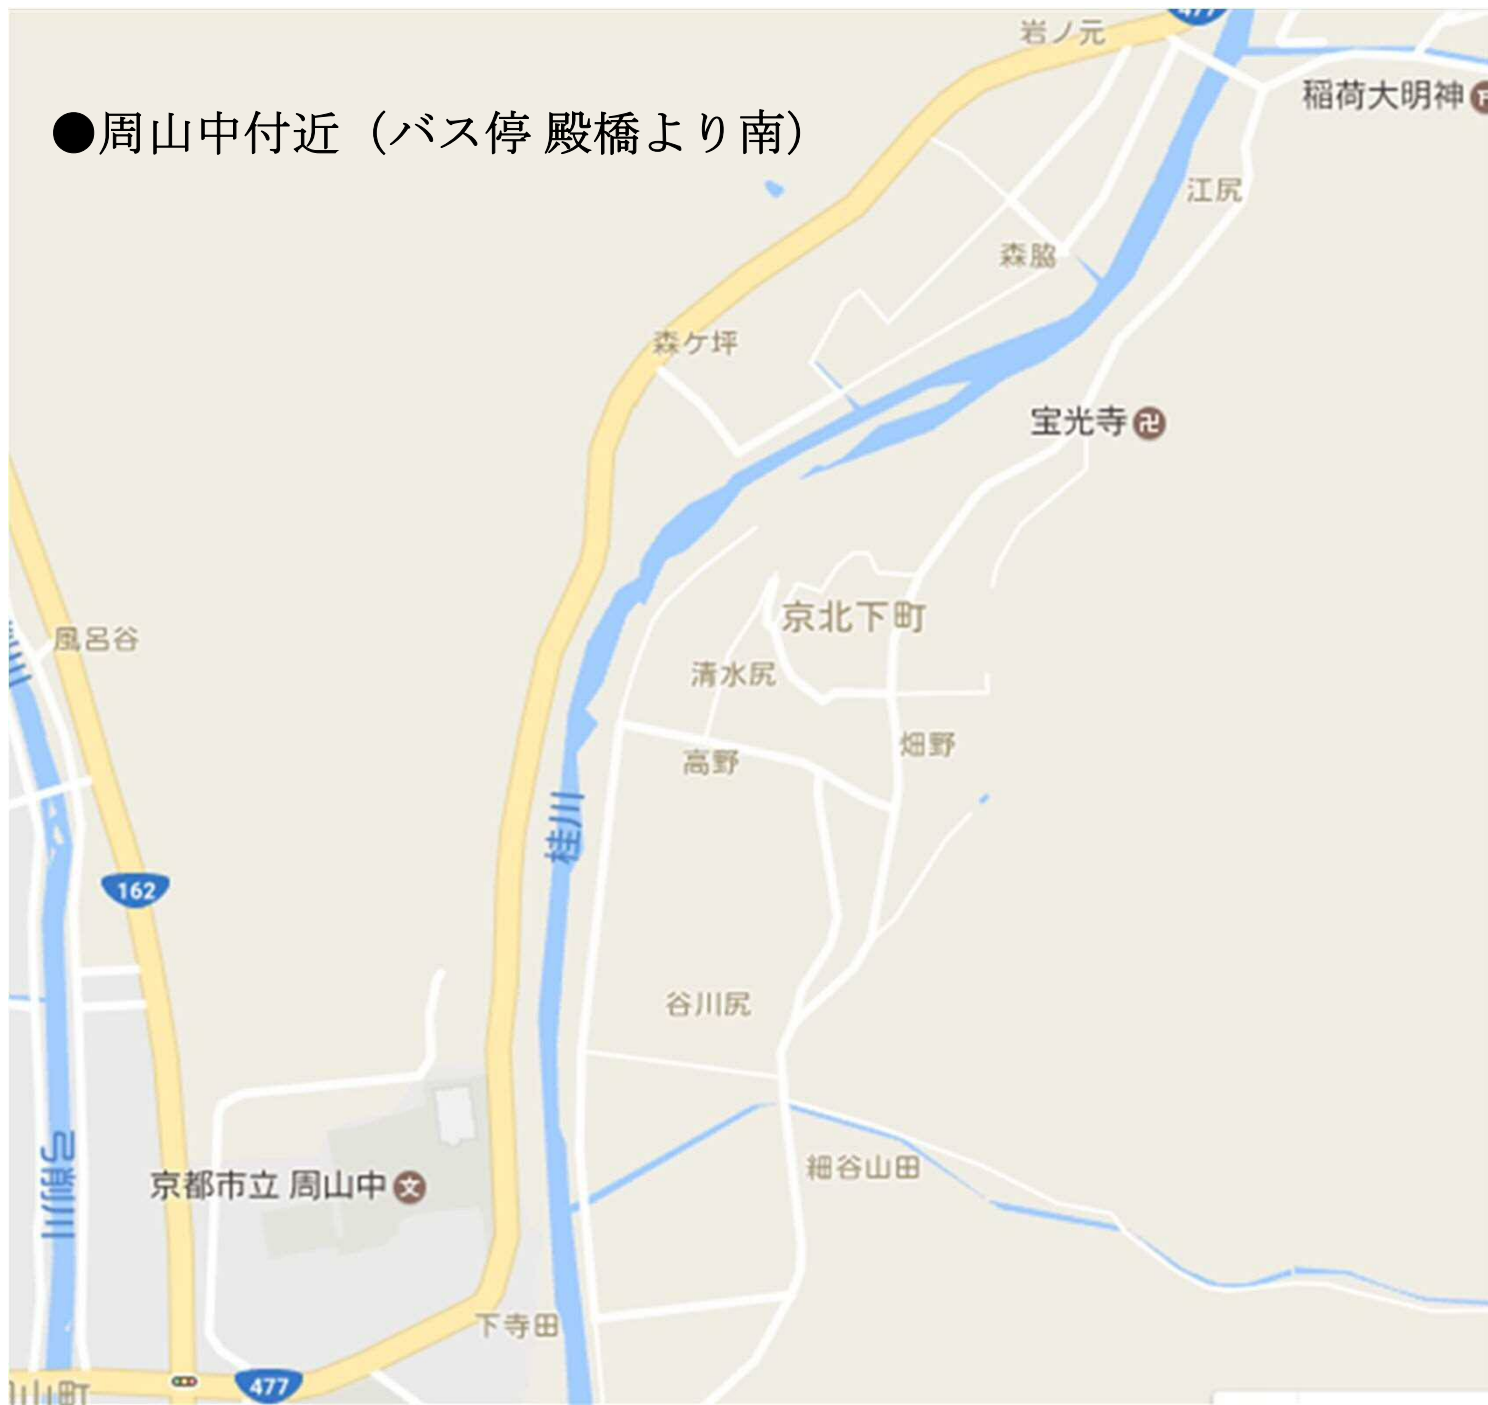 477
岩ノ元
稲荷大明神
●周山中付近（バス停 殿橋より南）
江尻
森脇
森ケ坪
宝光寺
京北下町
風呂谷
清水尻
畑野
高野
桂川
162
谷川尻
細谷山田
京都市立 周山中
弓削川
下寺田
477